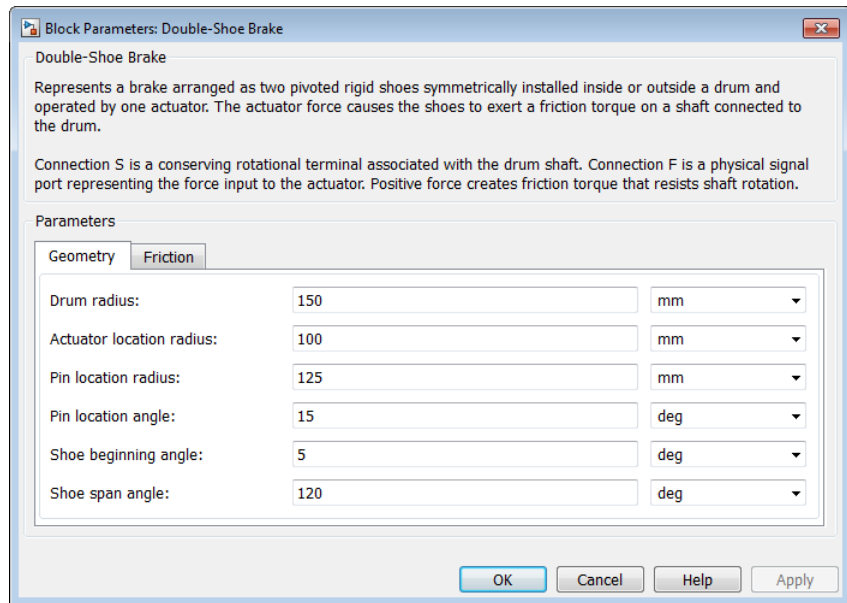 Block Parameters: Double-Shoe Brake
Double-Shoe Brake
Represents a brake arranged as two pivoted rigid shoes symmetrically installed inside or outside a drum and
operated by one actuator. The actuator force causes the shoes to exert a friction torque on a shaft connected to
the drum.
Connection S is a conserving rotational terminal associated with the drum shaft. Connection F is a physical signal
port representing the force input to the actuator. Positive force creates friction torque that resists shaft rotation.
Parameters
Geometry Friction
Drum radius: 150 mm
Actuator location radius: 100 mm
Pin location radius: 125 mm
Pin location angle: 15 deg
Shoe beginning angle: 5 deg
Shoe span angle: 120 deg
OK Cancel Help Apply